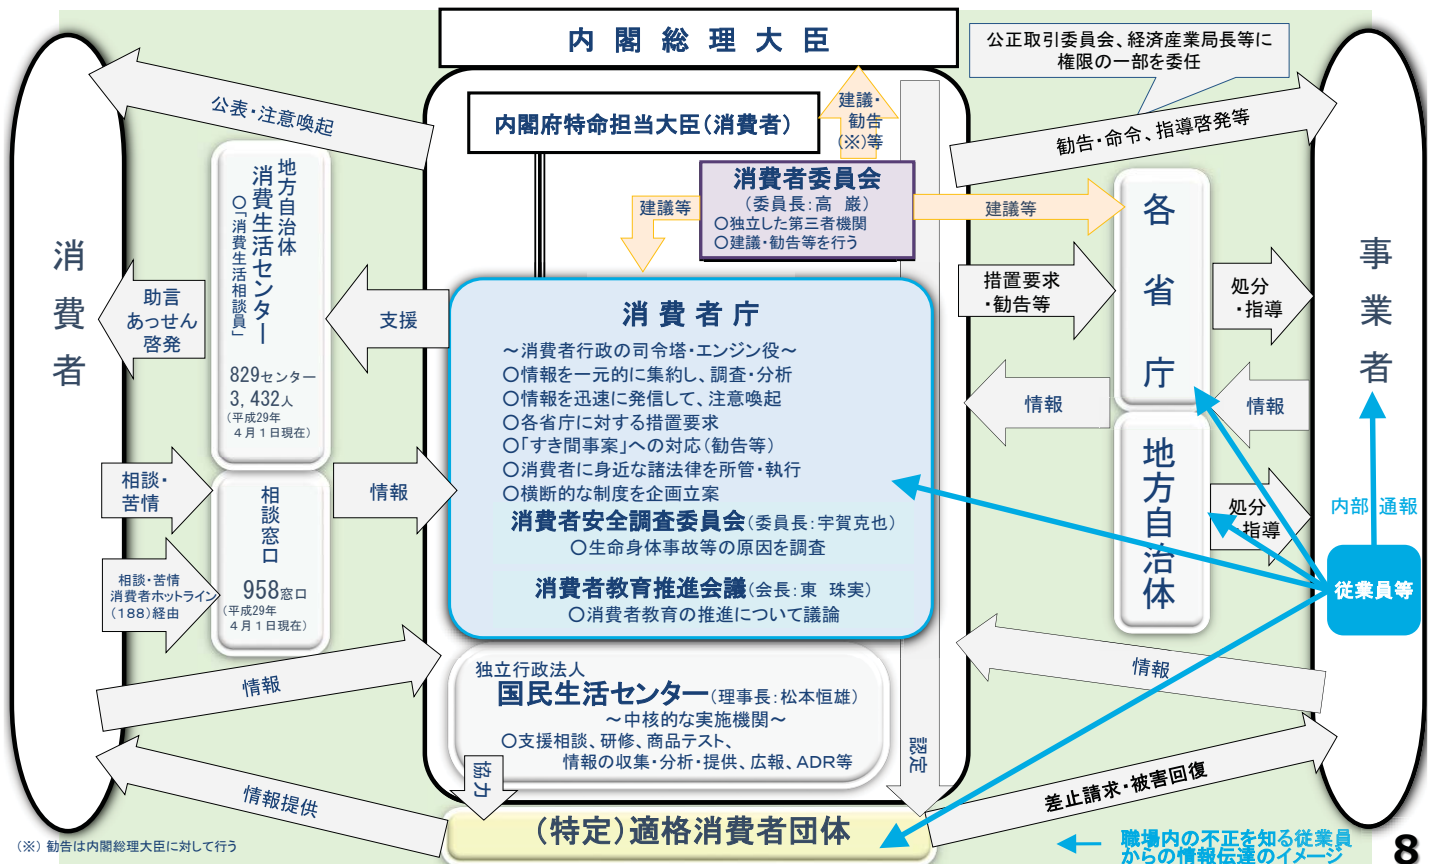 内閣総理大臣
公正取引委員会、経済産業局長等に
権限の一部を委任
内閣府特命担当大臣(消費者)
建議・
勧告
(※)等
公表・注意喚起
勧告・命令、指導啓発等
消費者委員会
(委員長:高 巌)
○独立した第三者機関
○建議・勧告等を行う
建議等
建議等
消費者
地方自治体
消費生活センター
○「消費生活相談員」
829センター
3,432人
(平成29年
4月1日現在)
助言
あっせん
啓発
支援
消費者庁
~消費者行政の司令塔・エンジン役~
○情報を一元的に集約し、調査・分析
○情報を迅速に発信して、注意喚起
○各省庁に対する措置要求
○「すき間事案」への対応(勧告等)
○消費者に身近な諸法律を所管・執行
○横断的な制度を企画立案
消費者安全調査委員会(委員長:宇賀克也)
○生命身体事故等の原因を調査
消費者教育推進会議(会長:東 珠実)
○消費者教育の推進について議論
措置要求
・勧告等
各省庁
処分
・指導
事業者
情報
情報
地方自治体
処分
・指導
内部通報
従業員等
相談・
苦情
情報
相談窓口
958窓口
(平成29年
4月1日現在)
相談・苦情
消費者ホットライン
(188)経由
情報
情報
独立行政法人
国民生活センター(理事長:松本恒雄)
~中核的な実施機関~
○支援相談、研修、商品テスト、
情報の収集・分析・提供、広報、ADR等
認定
協力
情報提供
差止請求・被害回復
(特定)適格消費者団体
(※) 勧告は内閣総理大臣に対して行う
職場内の不正を知る従業員
からの情報伝達のイメージ
8